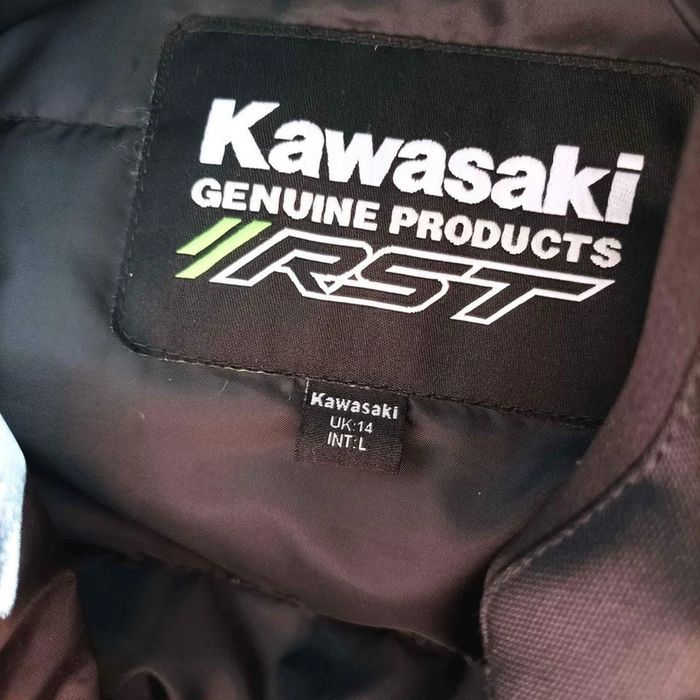 Kawasaki
GENUINE PRODUCTS
RST
Kawasaki
UK:14
INT:L